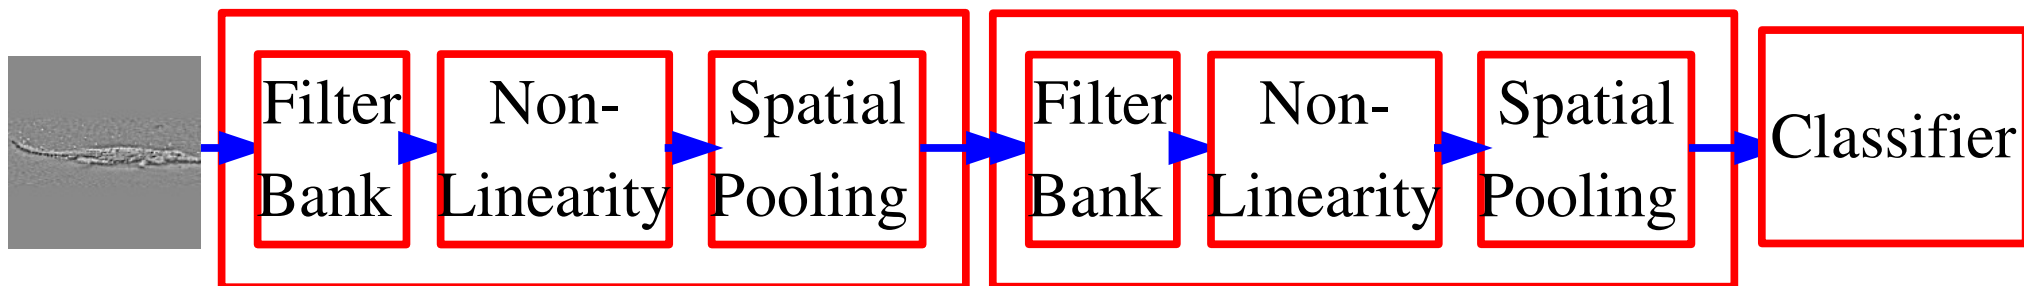 Filter
Bank
Non-
Linearity
Spatial
Pooling
Filter
Bank
Non-
Linearity
Spatial
Pooling
Classifier